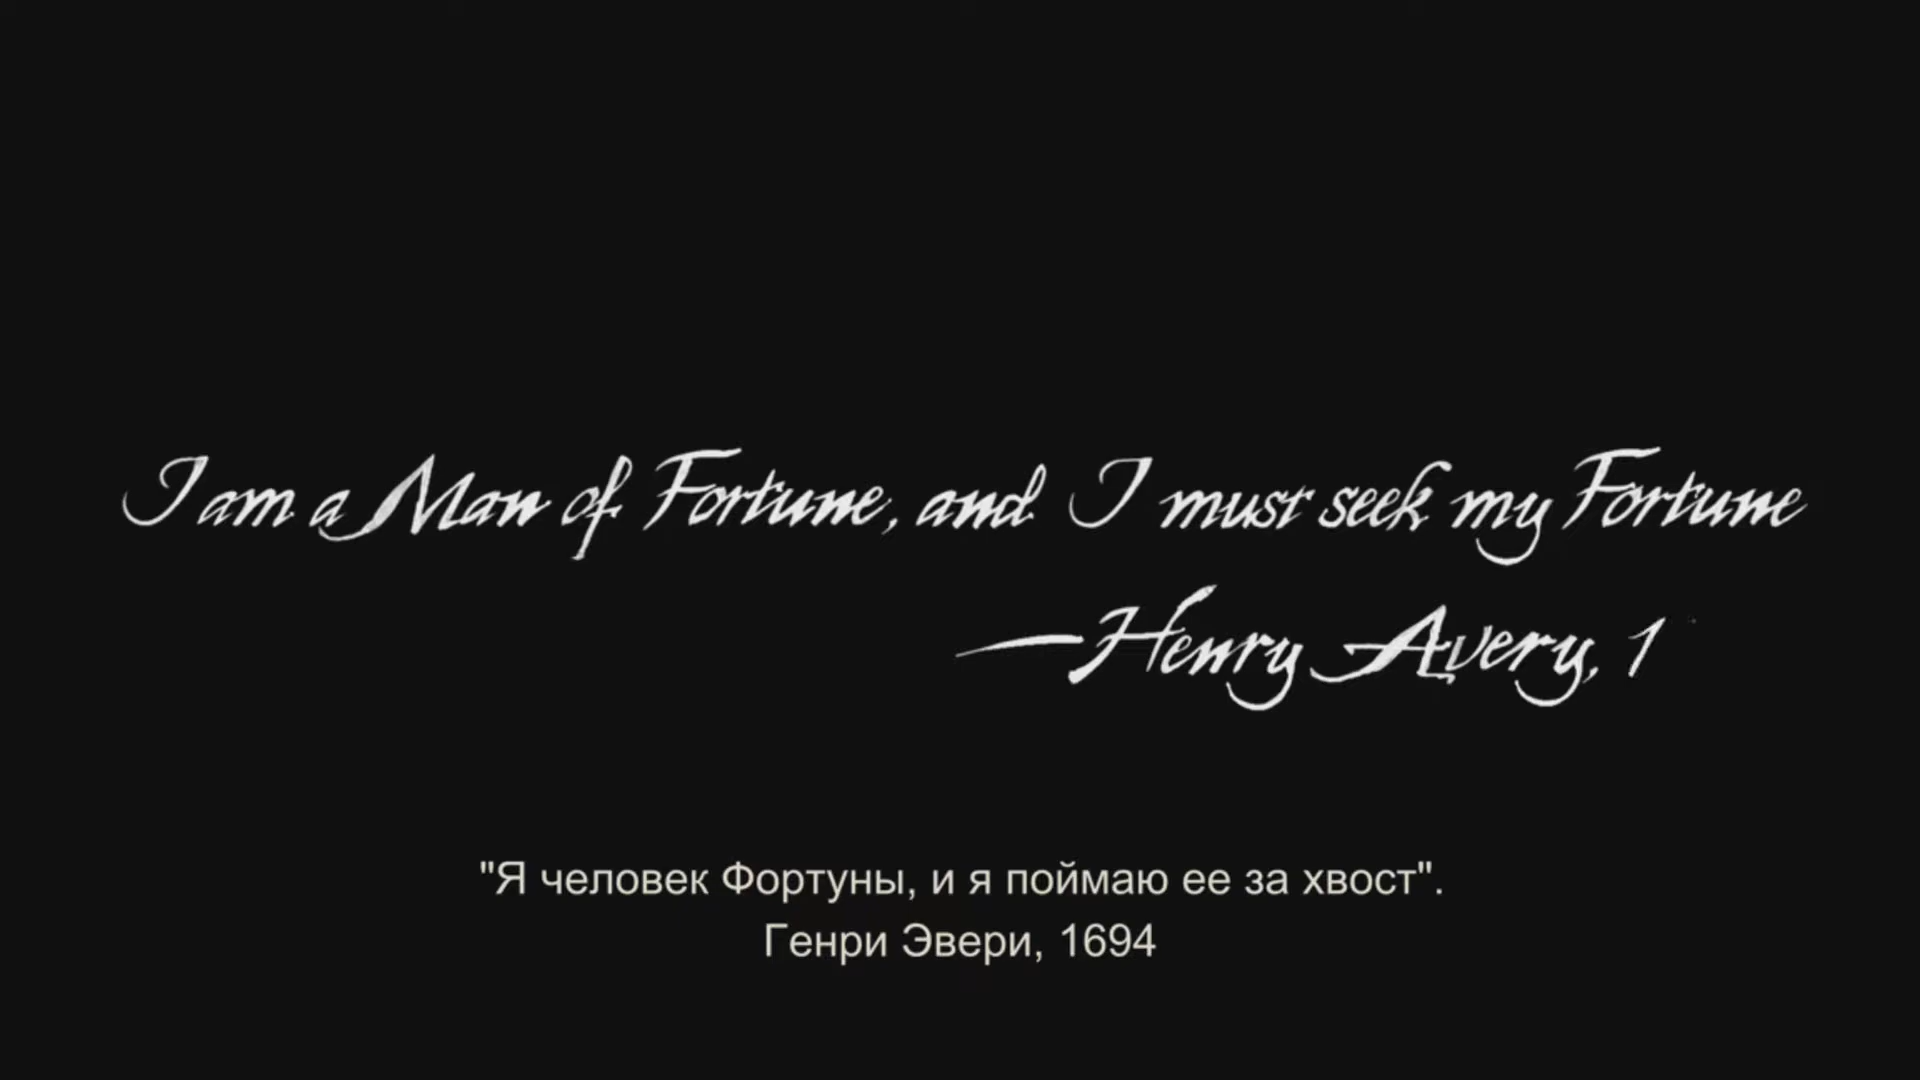 I am a Man of Fortune, and I must seek my Fortune
—Henry Avery, 1
"Я человек Фортуны, и я поймаю ее за хвост".
Генри Эвери, 1694